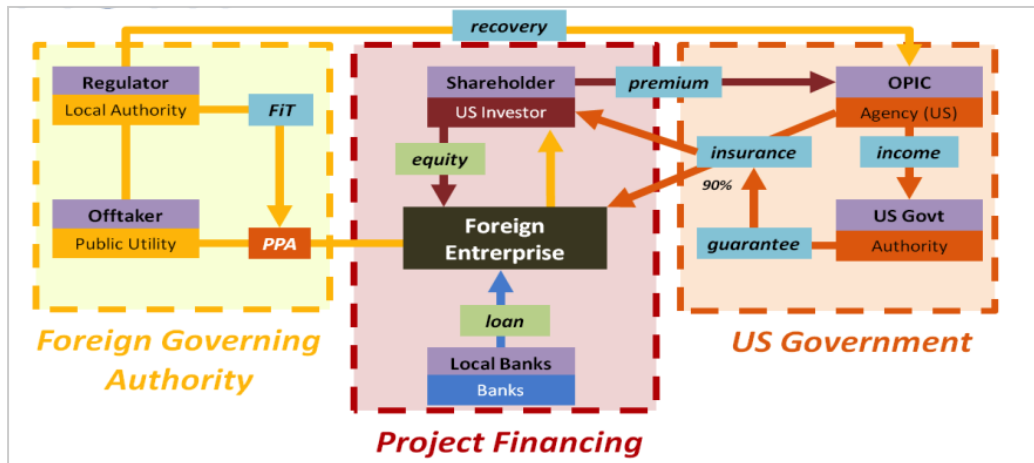 recovery
Regulator
Local Authority
FiT
Offtaker
Public Utility
PPA
Foreign Governing
Authority
Shareholder
US Investor
premium
equity
Foreign
Entrerprise
loan
Local Banks
Banks
Project Financing
OPIC
Agency (US)
insurance
90%
income
US Govt
Authority
guarantee
US Government